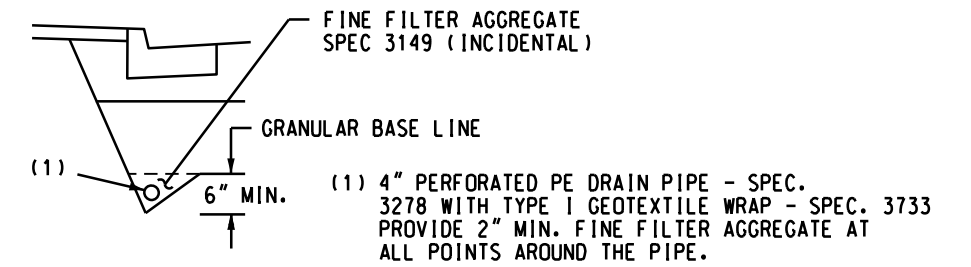 FINE FILTER AGGREGATE
SPEC 3149 (INCIDENTAL)
GRANULAR BASE LINE
(1)
6" MIN.
(1) 4" PERFORATED PE DRAIN PIPE - SPEC.
3278 WITH TYPE I GEOTEXTILE WRAP - SPEC. 3733
PROVIDE 2" MIN. FINE FILTER AGGREGATE AT
ALL POINTS AROUND THE PIPE.